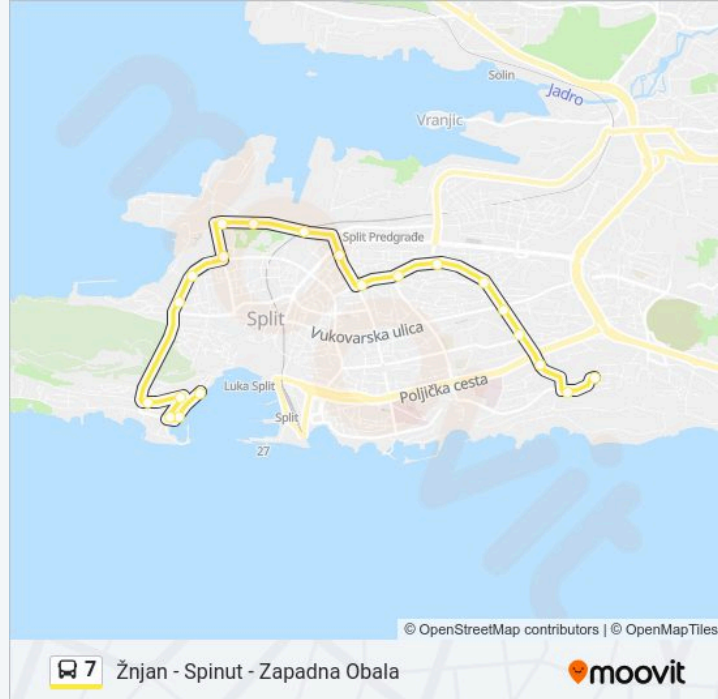 Solin
Jadro
Vranjic
Split Predgrađe
Split
Vukovarska ulica
Luka Split
Poljička cesta
Split
27
moovit
© OpenStreetMap contributors | © OpenMapTiles
7 Žnjan - Spinut - Zapadna Obala
moovit